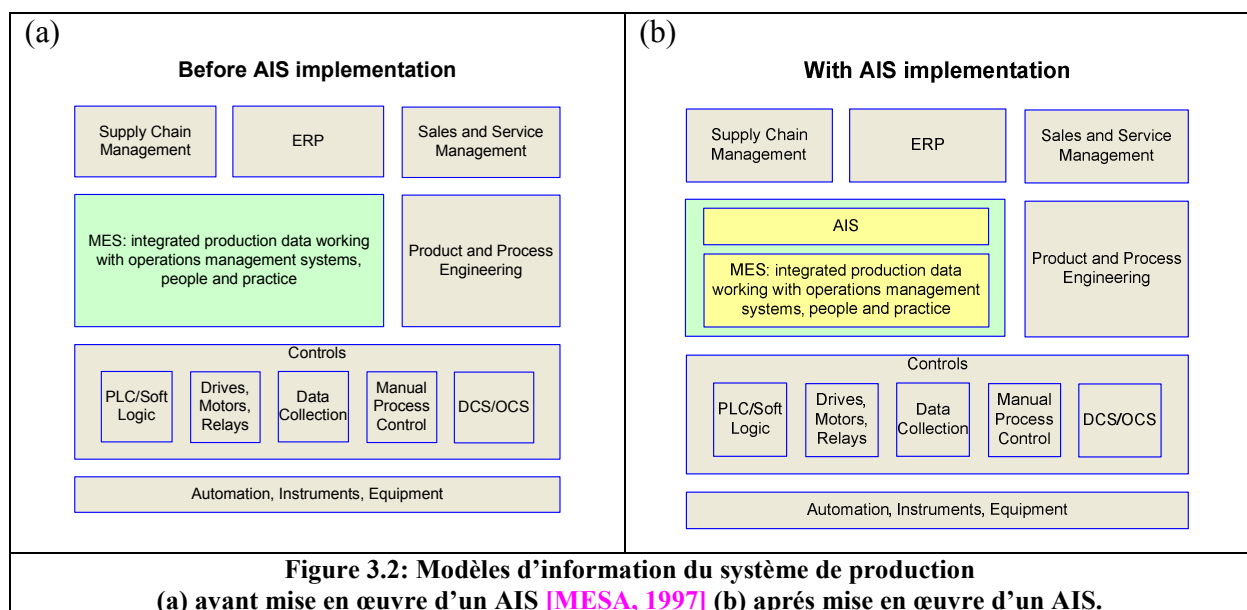 (a)
Before AIS implementation
Supply Chain
Management
ERP
Sales and Service
Management
MES: integrated production data working
with operations management systems,
people and practice
Product and Process
Engineering
Controls
PLC/Soft
Logic
Drives,
Motors,
Relays
Data
Collection
Manual
Process
Control
DCS/OCS
Automation, Instruments, Equipment
(b)
With AIS implementation
Supply Chain
Management
ERP
Sales and Service
Management
AIS
MES: integrated production data
working with operations management
systems, people and practice
Product and Process
Engineering
Controls
PLC/Soft
Logic
Drives,
Motors,
Relays
Data
Collection
Manual
Process
Control
DCS/OCS
Automation, Instruments, Equipment
Figure 3.2: Modèles d’information du système de production
(a) avant mise en œuvre d’un AIS [MESA, 1997] (b) aprés mise en œuvre d’un AIS.